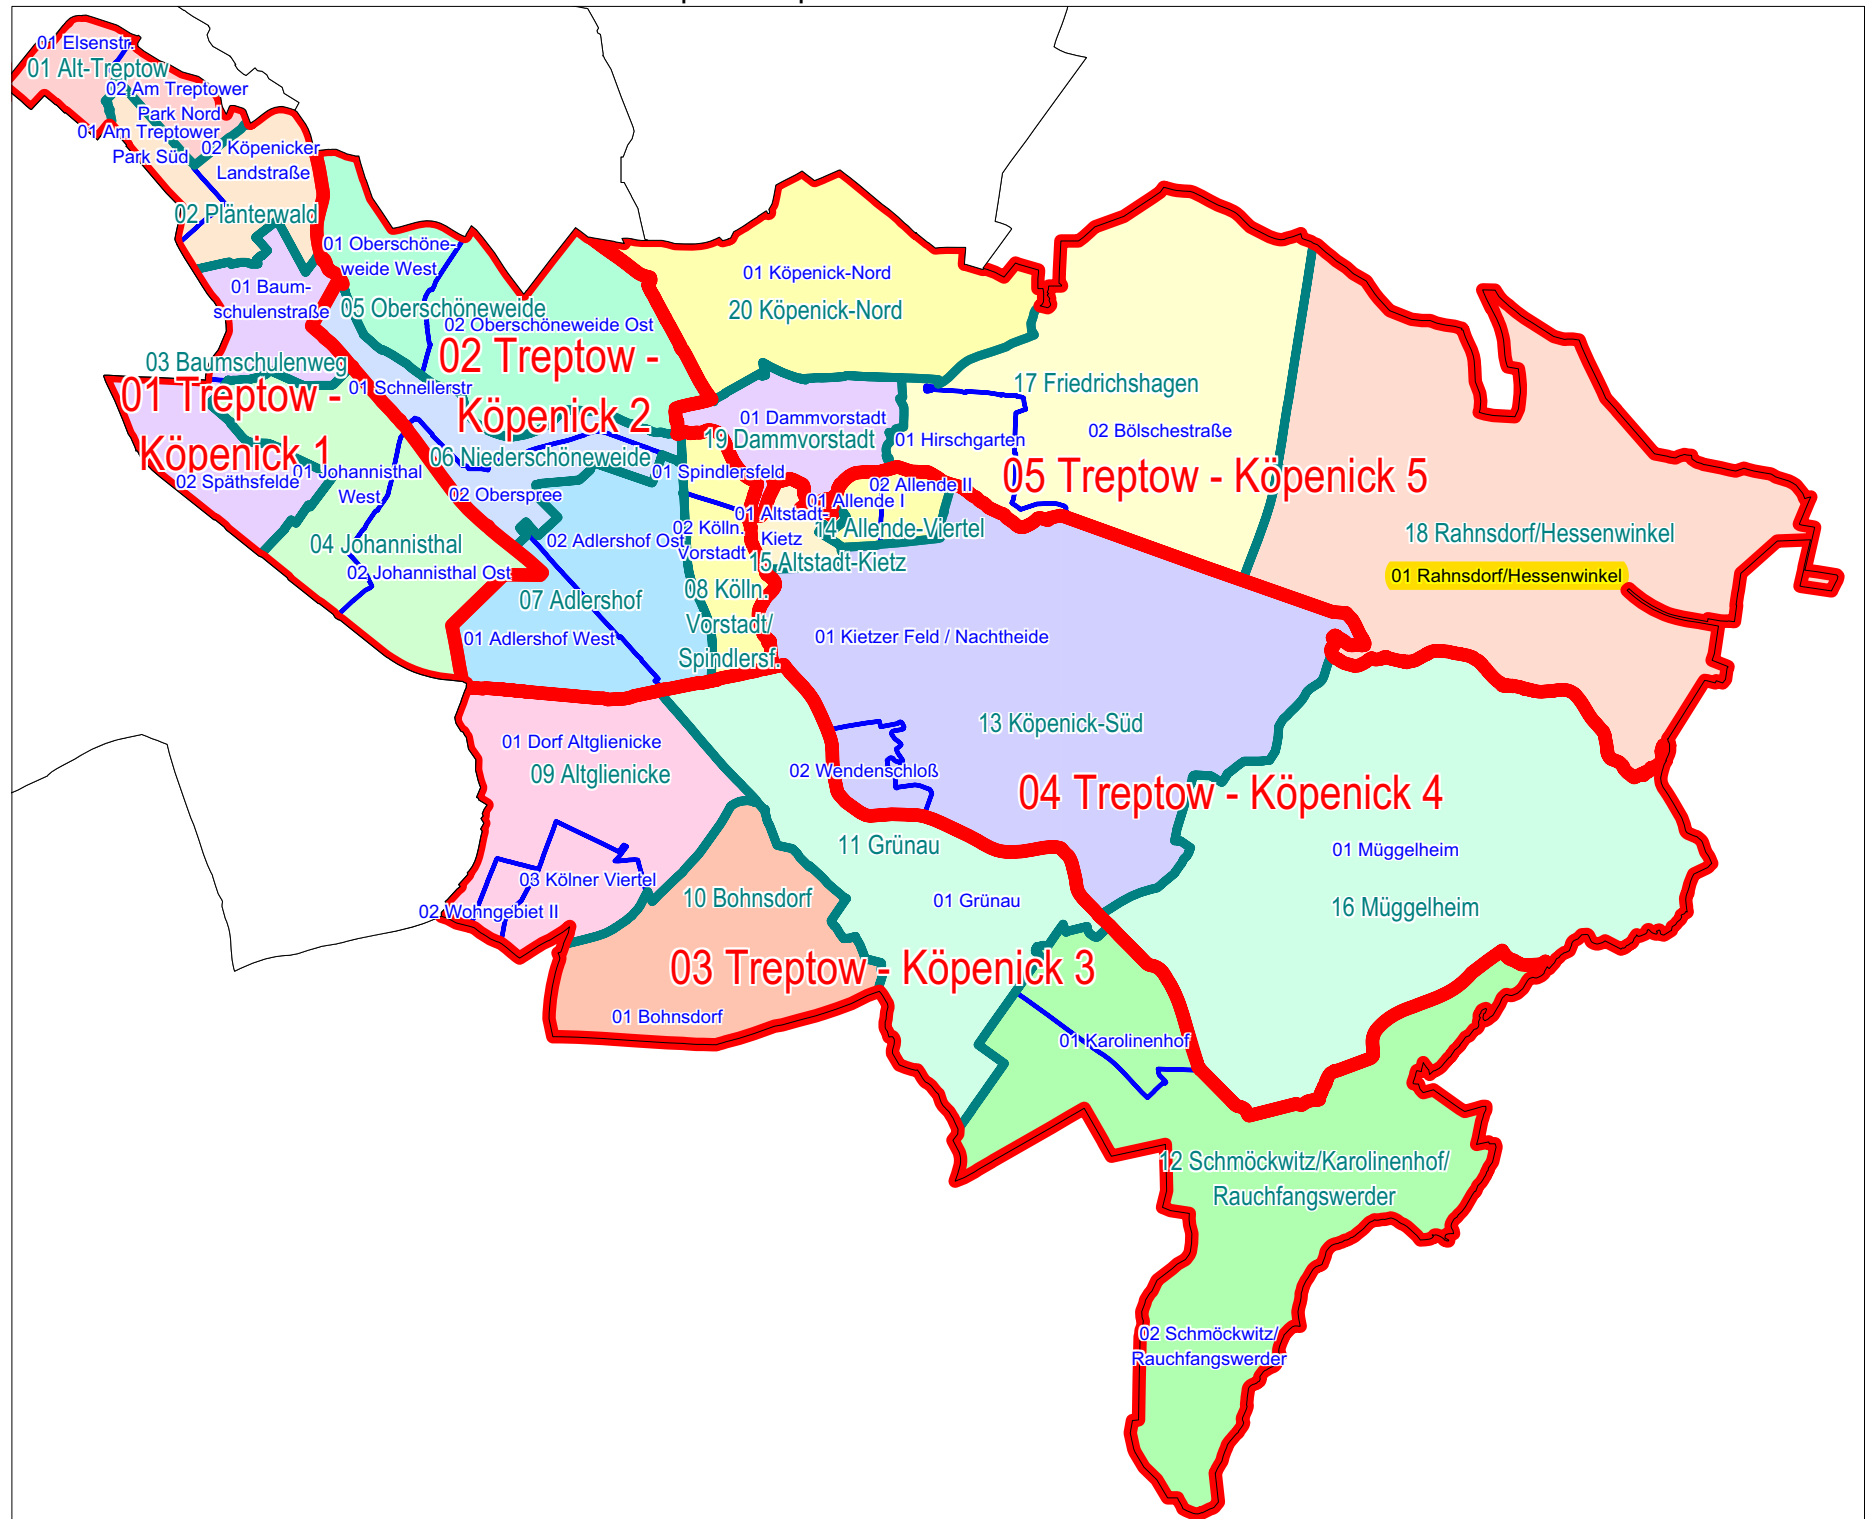 01 Elsenstr.
01 Alt-Treptow
02 Am Treptower
Park Nord
01 Am Treptower
Park Süd
02 Köpenicker
Landstraße
02 Plänterwald
01 Baum-
schulenstraße
03 Baumschulenweg
01 Treptow -
Köpenick 1
02 Späthsfelde
01 Johannisthal
West
04 Johannisthal
02 Johannisthal Ost
01 Oberschöne-
weide West
05 Oberschöneweide
02 Oberschöneweide Ost
02 Treptow -
Köpenick 2
01 Schnellerstr
06 Niederschöneweide
02 Oberspree
02 Adlershof Ost
07 Adlershof
01 Adlershof West
01 Spindlersfeld
02 Kölln.
Vorstadt
08 Kölln.
Vorstadt/
Spindlersf.
01 Köpenick-Nord
20 Köpenick-Nord
01 Dammvorstadt
19 Dammvorstadt
01 Hirschgarten
17 Friedrichshagen
02 Bölschestraße
05 Treptow - Köpenick 5
02 Allende II
01 Allende I
14 Allende-Viertel
01 Altstadt-
Kietz
15 Altstadt-Kietz
18 Rahnsdorf/Hessenwinkel
01 Rahnsdorf/Hessenwinkel
01 Kietzer Feld / Nachtheide
13 Köpenick-Süd
02 Wendenschloß
04 Treptow - Köpenick 4
01 Müggelheim
16 Müggelheim
01 Dorf Altglienicke
09 Altglienicke
03 Kölner Viertel
02 Wohngebiet II
10 Bohnsdorf
01 Bohnsdorf
11 Grünau
01 Grünau
03 Treptow - Köpenick 3
01 Karolinenhof
12 Schmöckwitz/Karolinenhof/
Rauchfangswerder
02 Schmöckwitz/
Rauchfangswerder